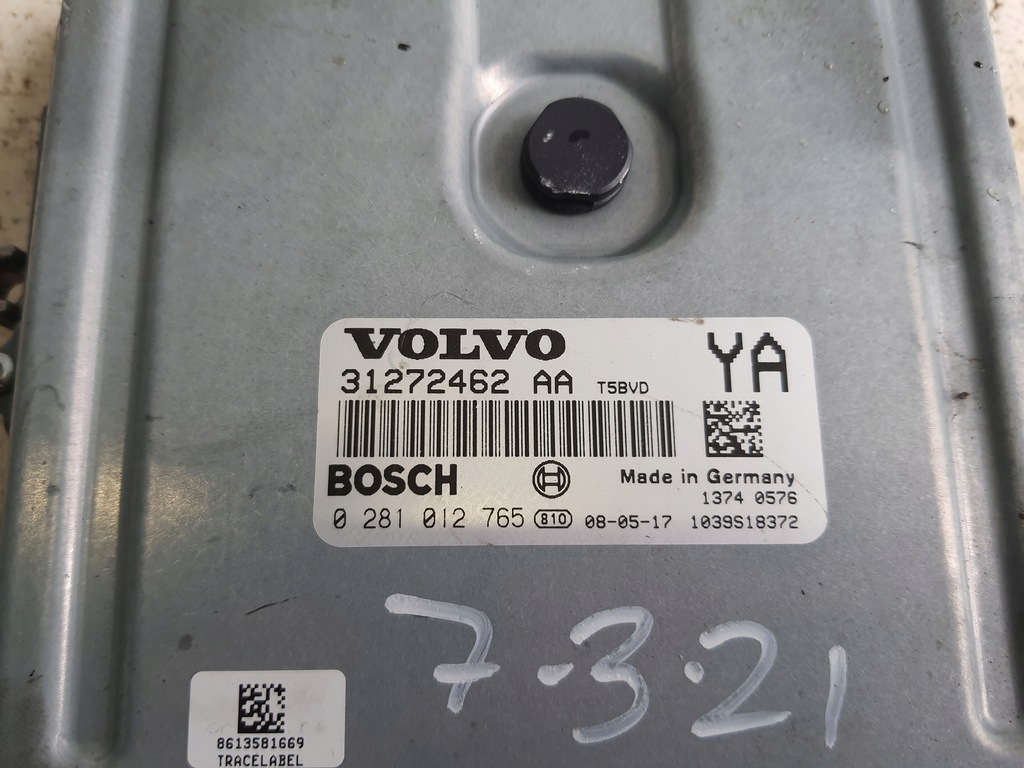 VOLVO
31272462 AA T5BVD
YA
BOSCH
Made in Germany
1374 0576
0 281 012 765 810 08-05-17 1039S18372
7-3.21
8613581669
TRACELABEL